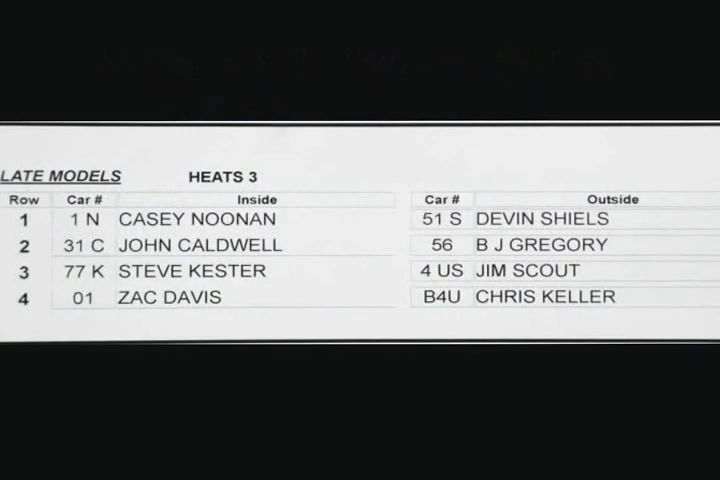 LATE MODELS HEATS 3
Row Car # Inside Car # Outside
1 1 N CASEY NOONAN 51 S DEVIN SHIELS
2 31 C JOHN CALDWELL 56 B J GREGORY
3 77 K STEVE KESTER 4 US JIM SCOUT
4 01 ZAC DAVIS B4U CHRIS KELLER